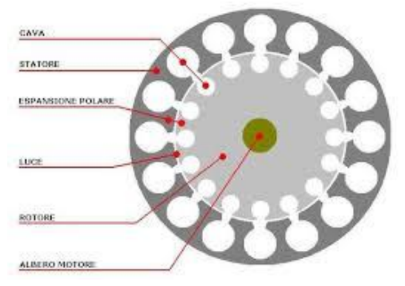 CAVA
STATORE
ESPANSIONE POLARE
LUCE
ROTORE
ALBERO MOTORE